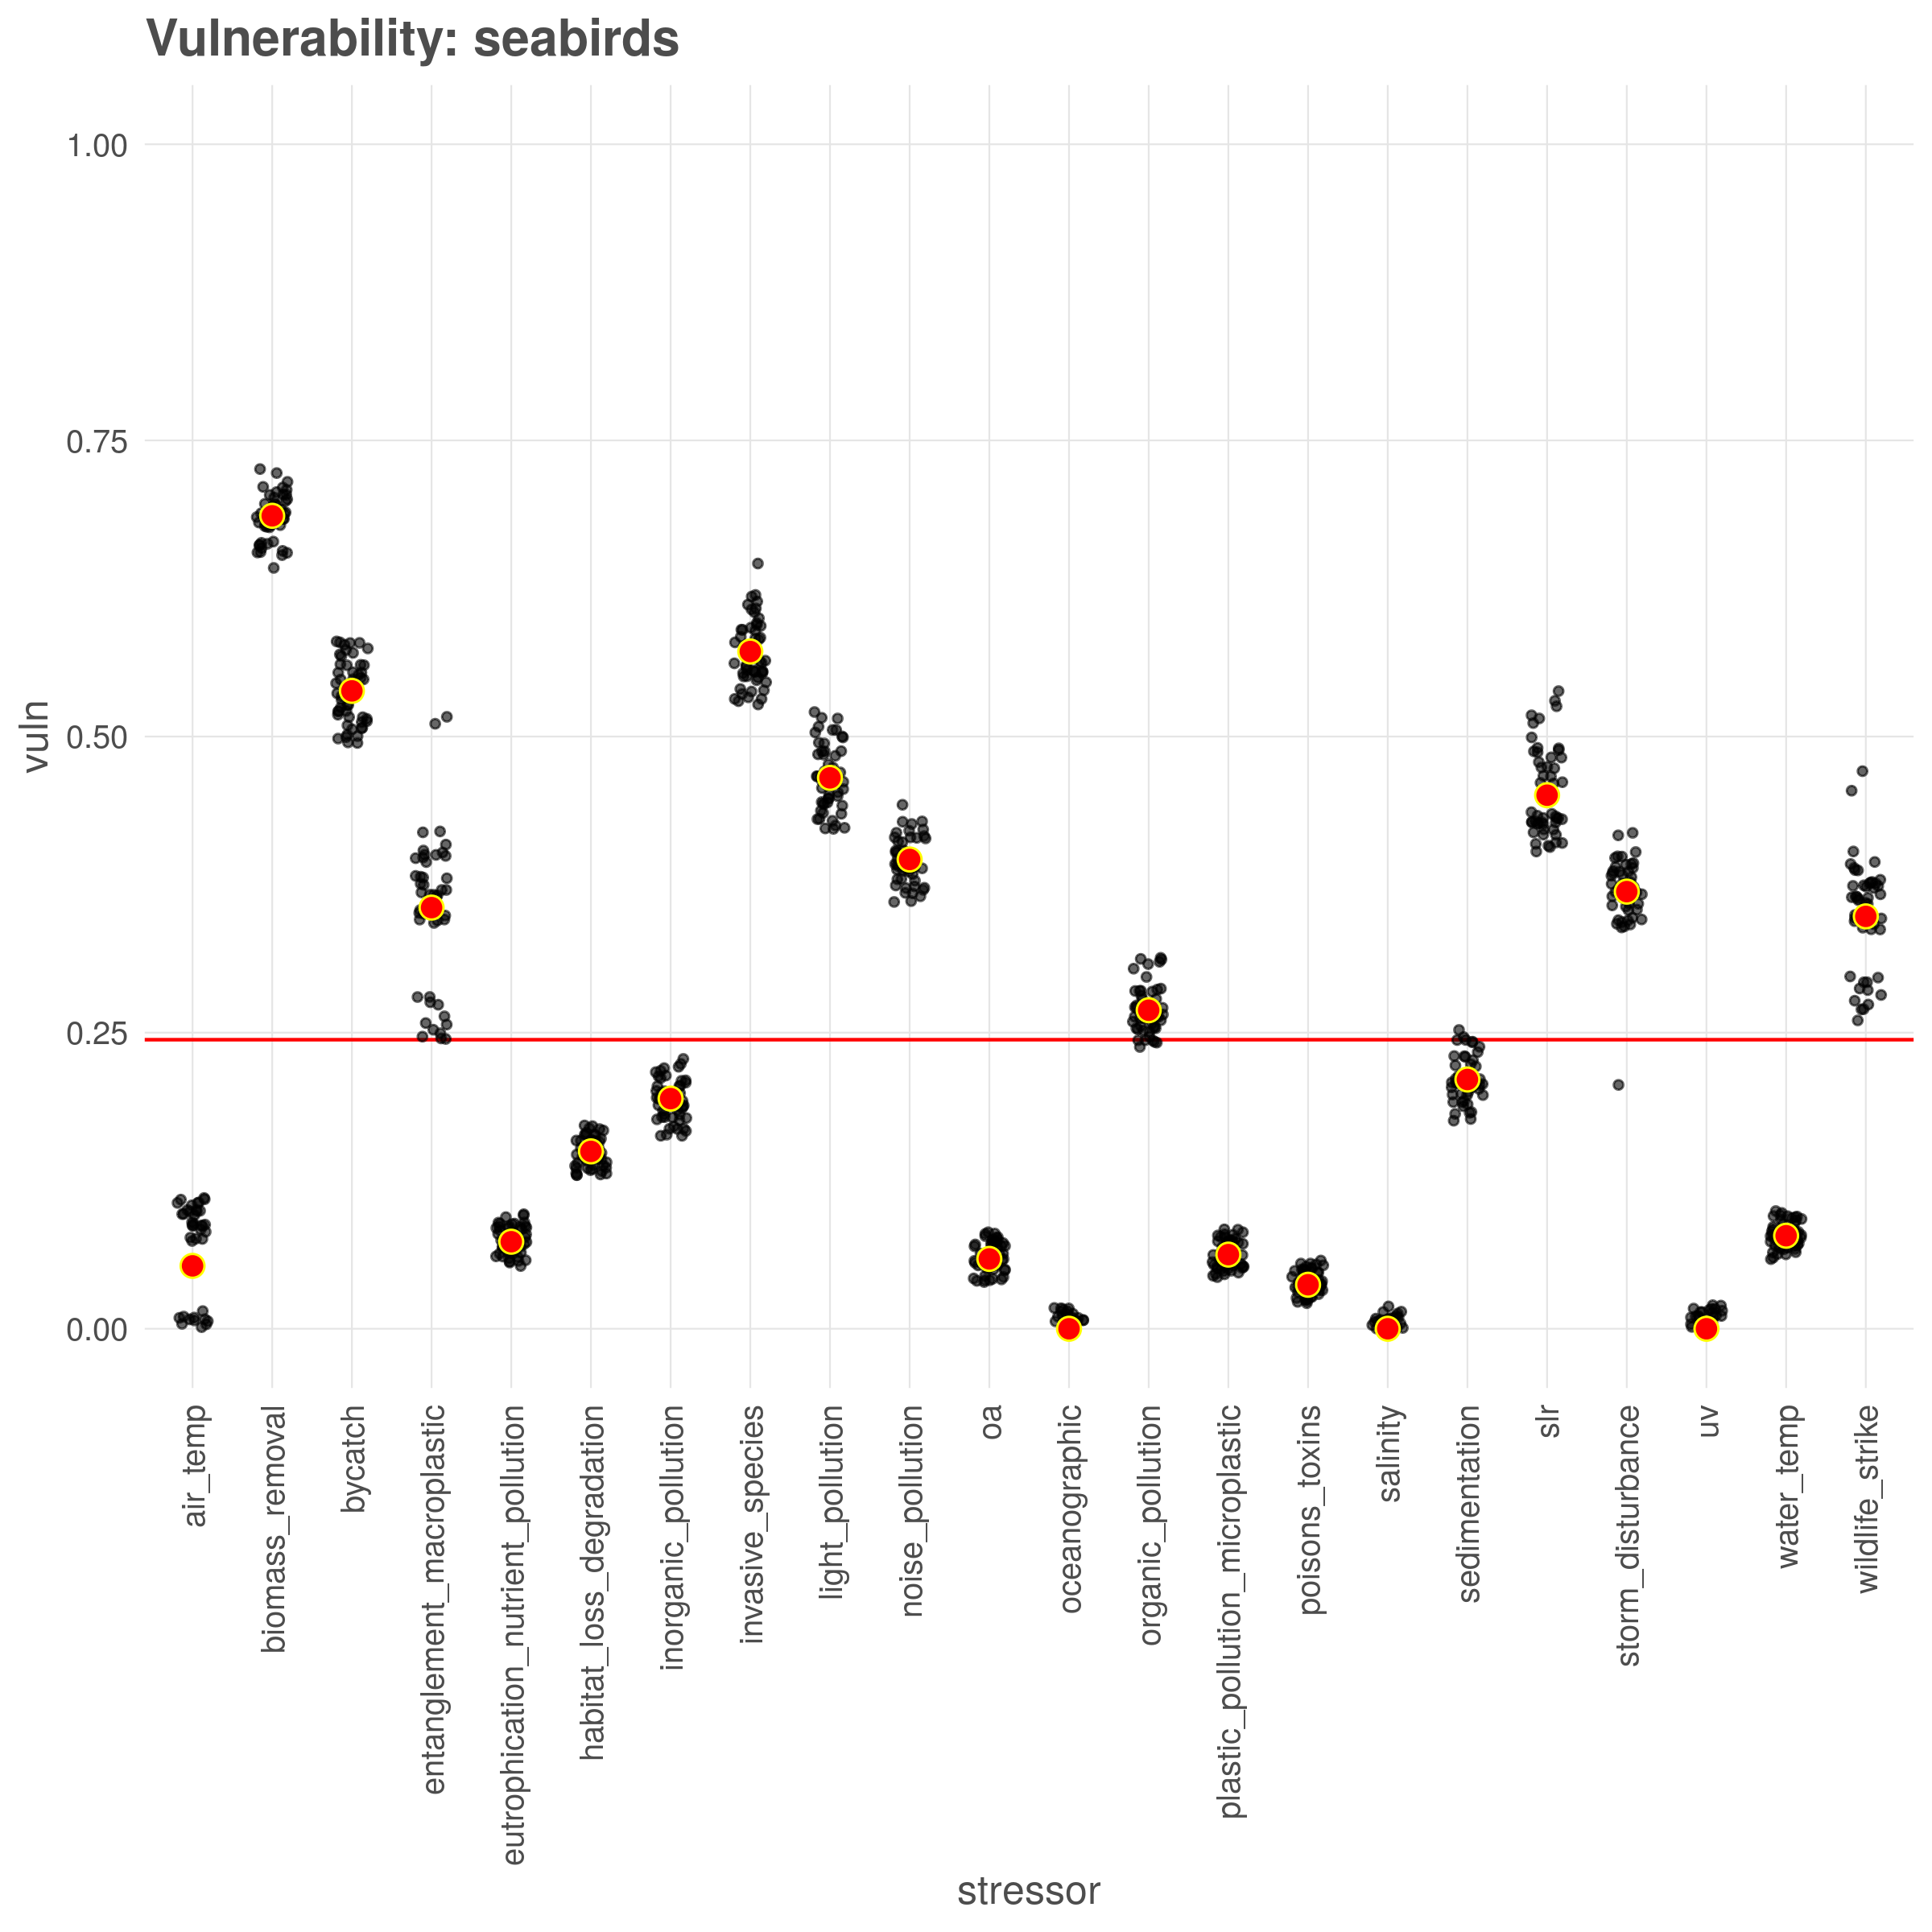 Vulnerability: seabirds
vuln
1.00
0.75
0.50
0.25
0.00
air_temp
biomass_removal
bycatch
entanglement_macroplastic
eutrophication_nutrient_pollution
habitat_loss_degradation
inorganic_pollution
invasive_species
light_pollution
noise_pollution
oa
oceanographic
organic_pollution
plastic_pollution_microplastic
poisons_toxins
salinity
sedimentation
slr
storm_disturbance
uv
water_temp
wildlife_strike
stressor